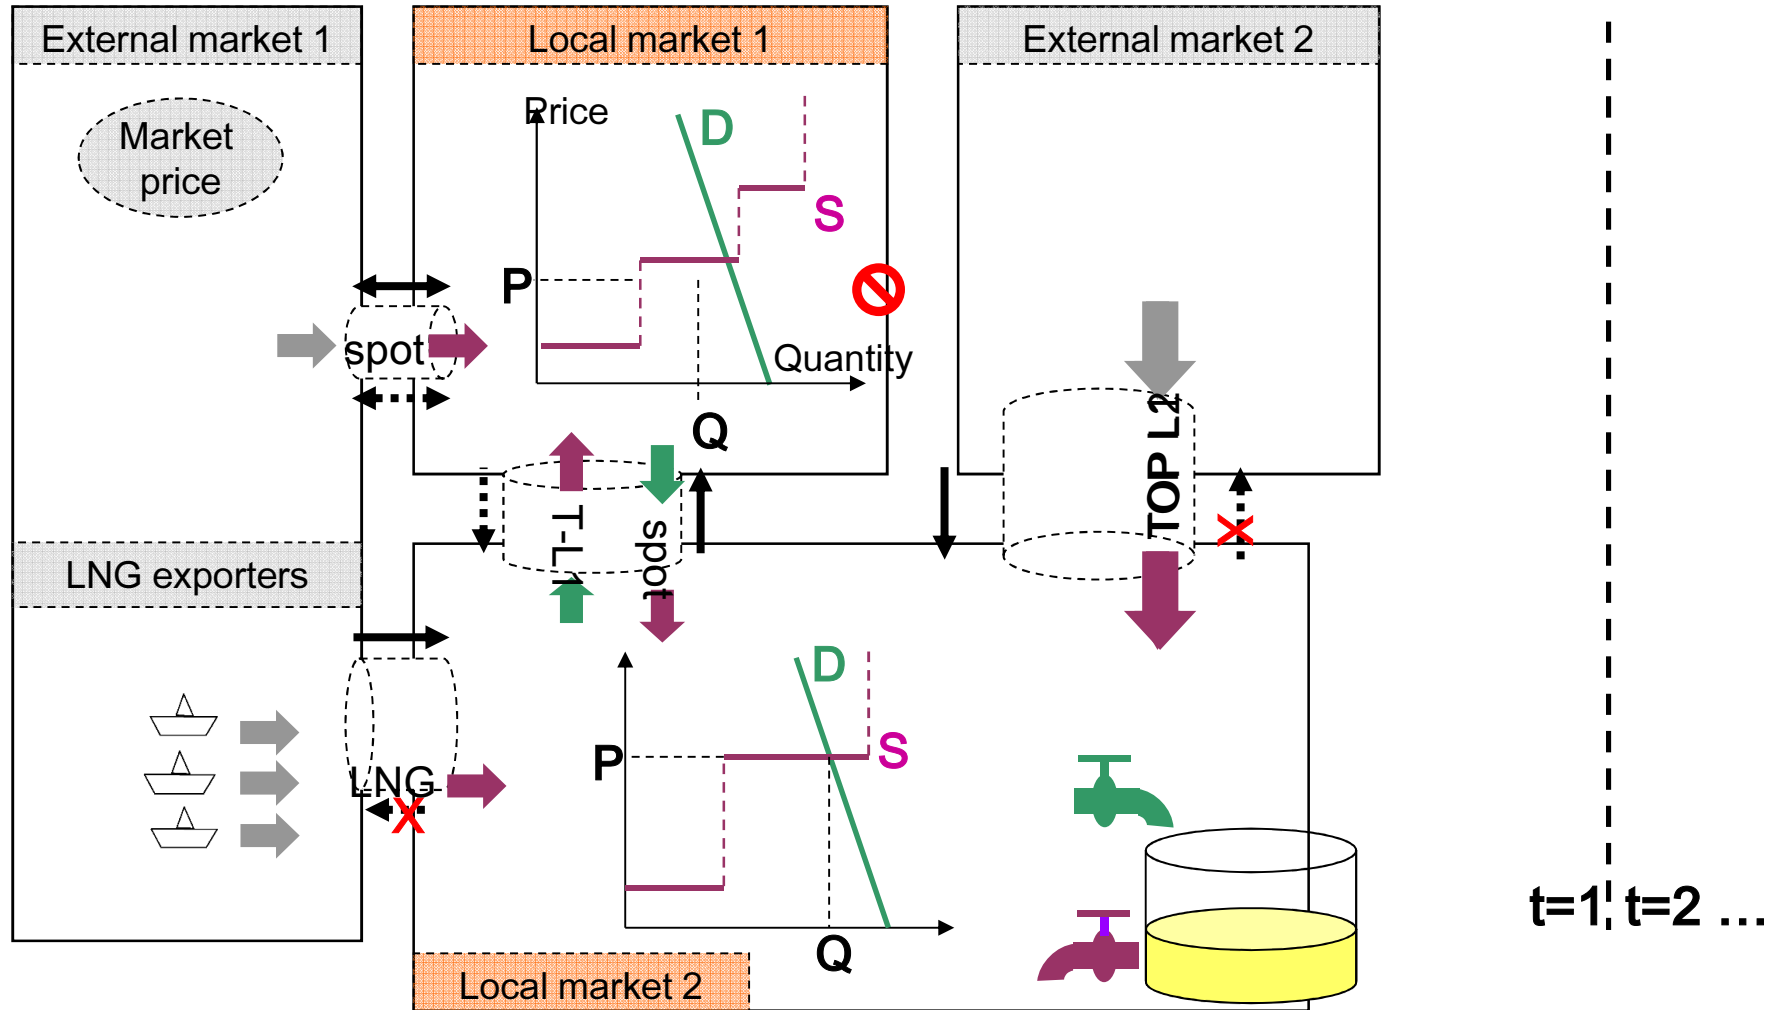 External market 1
Local market 1
External market 2
Market
price
Price
D
S
P
Quantity
Q
spot
TOP L2
T-L1
spot
LNG exporters
LNG
X
X
D
S
P
Q
t=1
t=2 ...
Local market 2